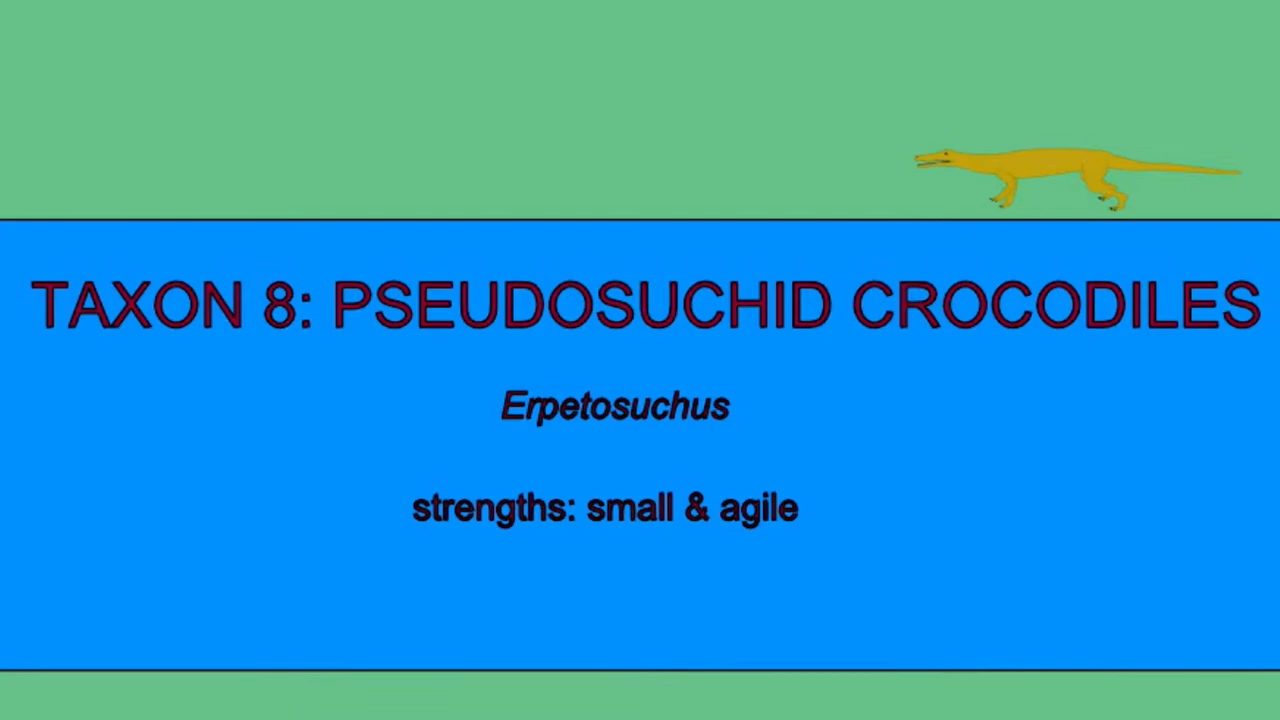 TAXON 8: PSEUDOSUCHID CROCODILES
Erpetosuchus
strengths: small & agile